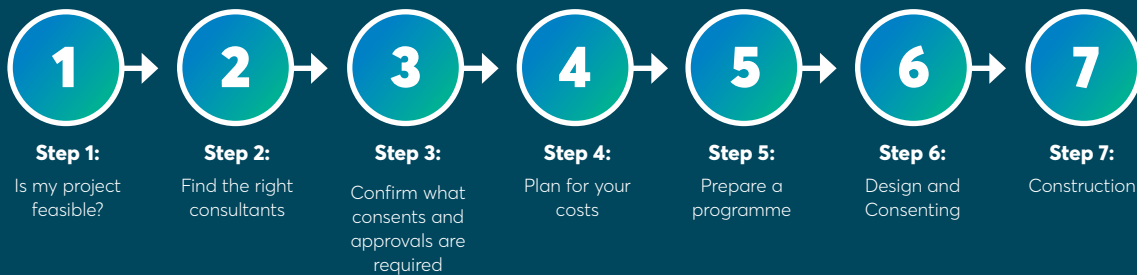 1
2
3
4
5
6
7
Step 1:
Is my project
feasible?
Step 2:
Find the right
consultants
Step 3:
Confirm what
consents and
approvals are
required
Step 4:
Plan for your
costs
Step 5:
Prepare a
programme
Step 6:
Design and
Consenting
Step 7:
Construction